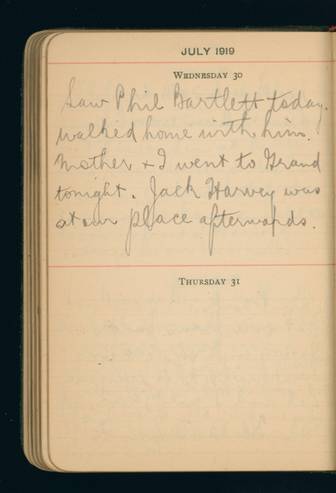 JULY 1919
WEDNESDAY 30
Saw Phil Bartlett today.
walked home with him.
Mother + I went to Grand
tonight. Jack Harvey was
at our place afterwards.
THURSDAY 31